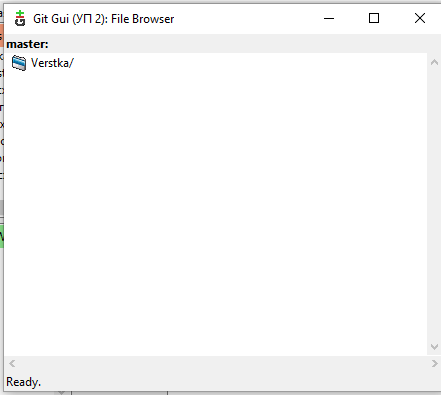 Git Gui (УП 2): File Browser
master:
Verstka/
Ready.